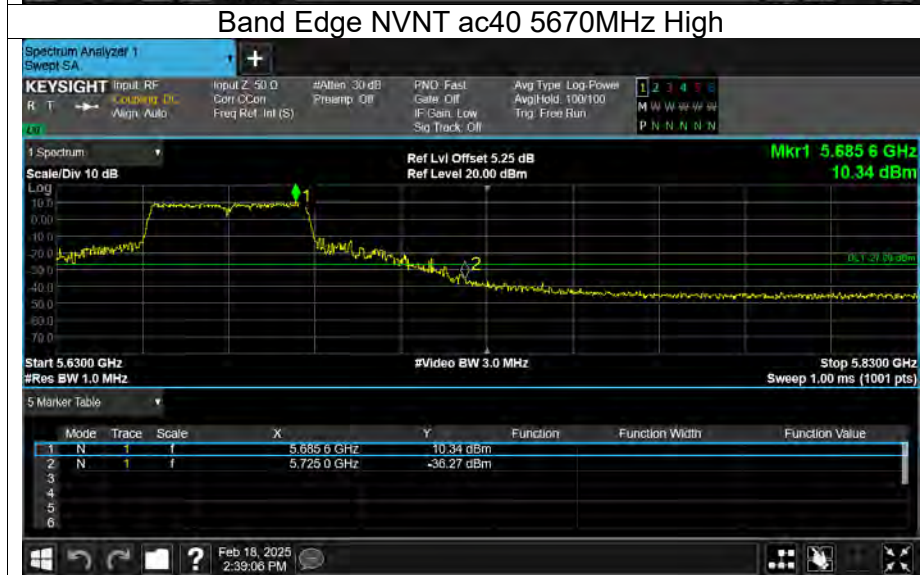 Band Edge NVNT ac40 5670MHz High
Spectrum Analyzer 1
Swept SA
+
KEYSIGHT Input: RF Input Z: 50 Ω #Atten: 30 dB PNO: Fast Avg Type: Log-Power 1 2 3 4 5 6
R T Coupling: DC Corr CCorr Preamp: Off Gate: Off Avg|Hold: 100/100 M W W W W W
Align: Auto Freq Ref: Int (S) IF Gain: Low Trig: Free Run
Sig Track: Off P N N N N N
1 Spectrum Ref Lvl Offset 5.25 dB Mkr1 5.685 6 GHz
Scale/Div 10 dB Ref Level 20.00 dBm 10.34 dBm
Log
10.0
0.00
-10.0
-20.0
-30.0
-40.0
-50.0
-60.0
-70.0
1
2
DL1 -27.00 dBm
Start 5.6300 GHz #Video BW 3.0 MHz Stop 5.8300 GHz
#Res BW 1.0 MHz Sweep 1.00 ms (1001 pts)
5 Marker Table
Mode Trace Scale X Y Function Function Width Function Value
1 N 1 f 5.685 6 GHz 10.34 dBm
2 N 1 f 5.725 0 GHz -36.27 dBm
3
4
5
6
? Feb 18, 2025
2:39:06 PM